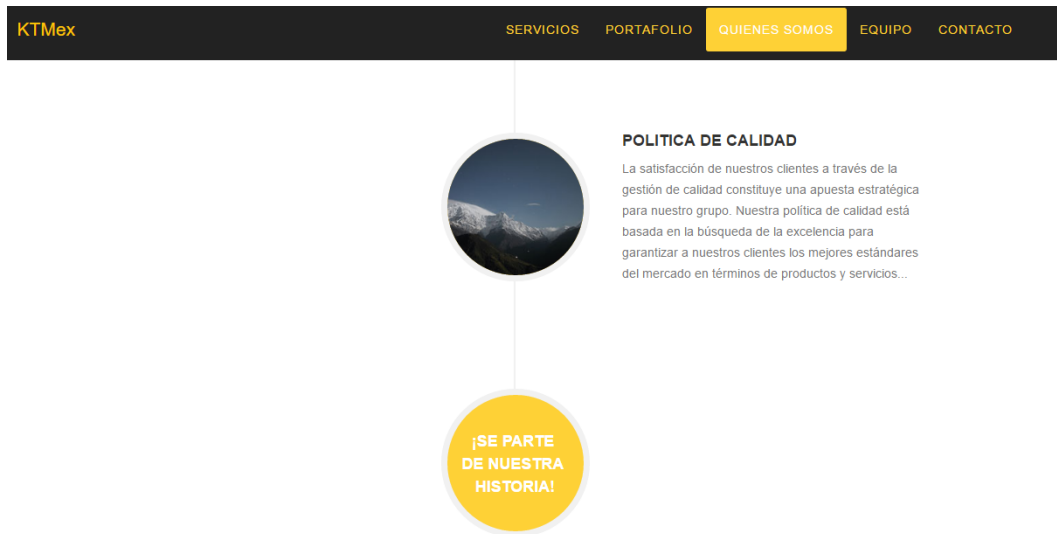 KTMex
SERVICIOS PORTAFOLIO QUIENES SOMOS EQUIPO CONTACTO
POLITICA DE CALIDAD
La satisfacción de nuestros clientes a través de la
gestión de calidad constituye una apuesta estratégica
para nuestro grupo. Nuestra política de calidad está
basada en la búsqueda de la excelencia para
garantizar a nuestros clientes los mejores estándares
del mercado en términos de productos y servicios...
¡SE PARTE
DE NUESTRA
HISTORIA!